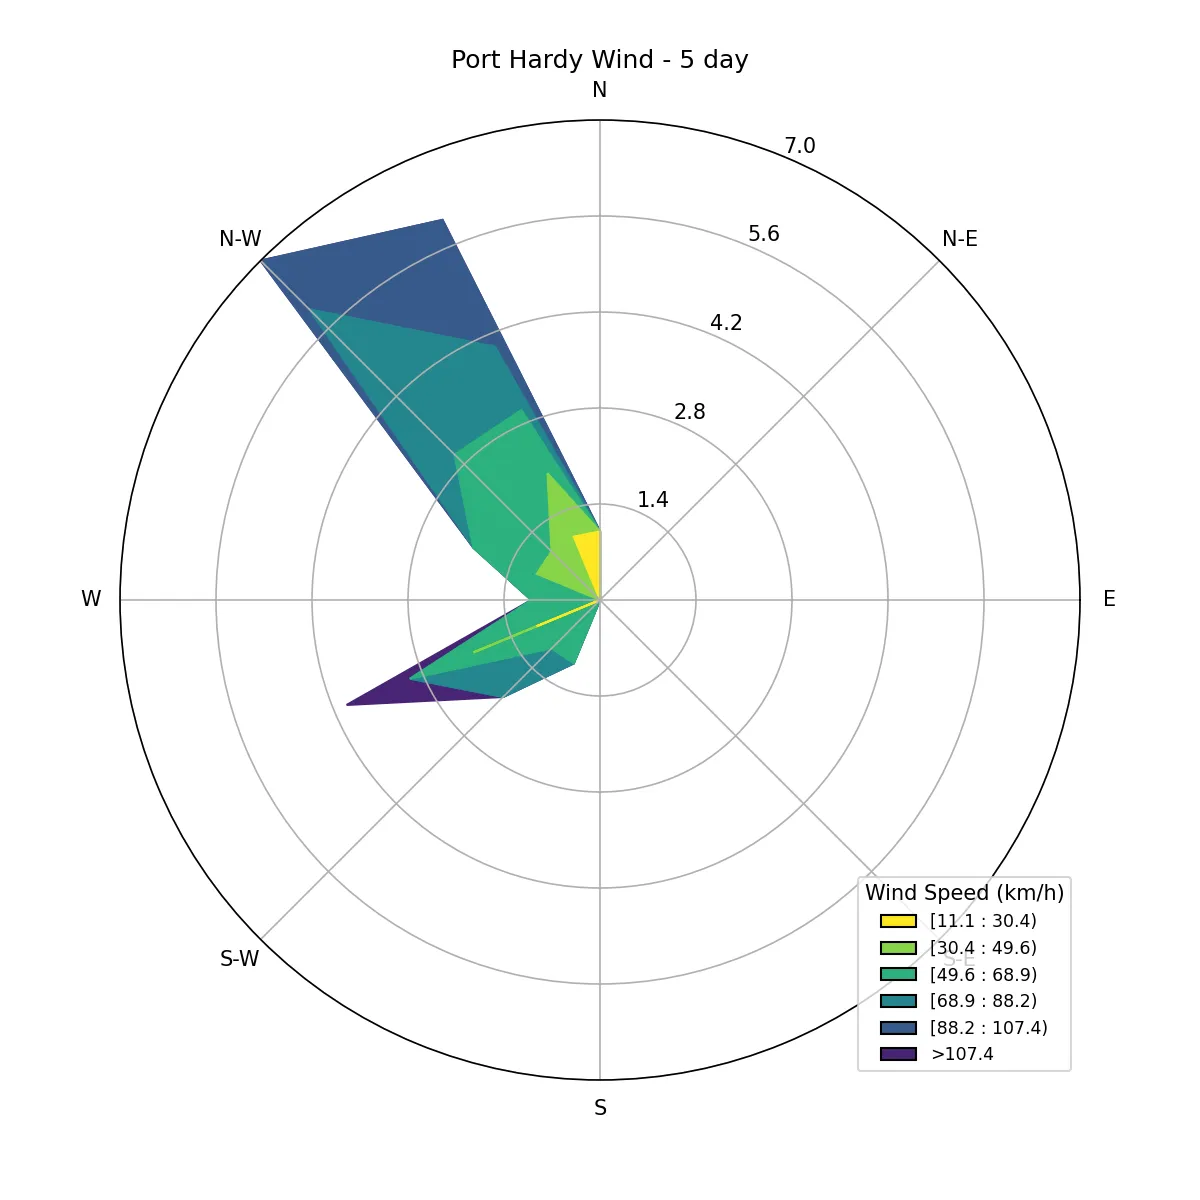 Port Hardy Wind - 5 day
N
7.0
N-W
5.6
N-E
4.2
2.8
1.4
W
E
S-W
S-E
S
Wind Speed (km/h)
[11.1 : 30.4)
[30.4 : 49.6)
[49.6 : 68.9)
[68.9 : 88.2)
[88.2 : 107.4)
>107.4